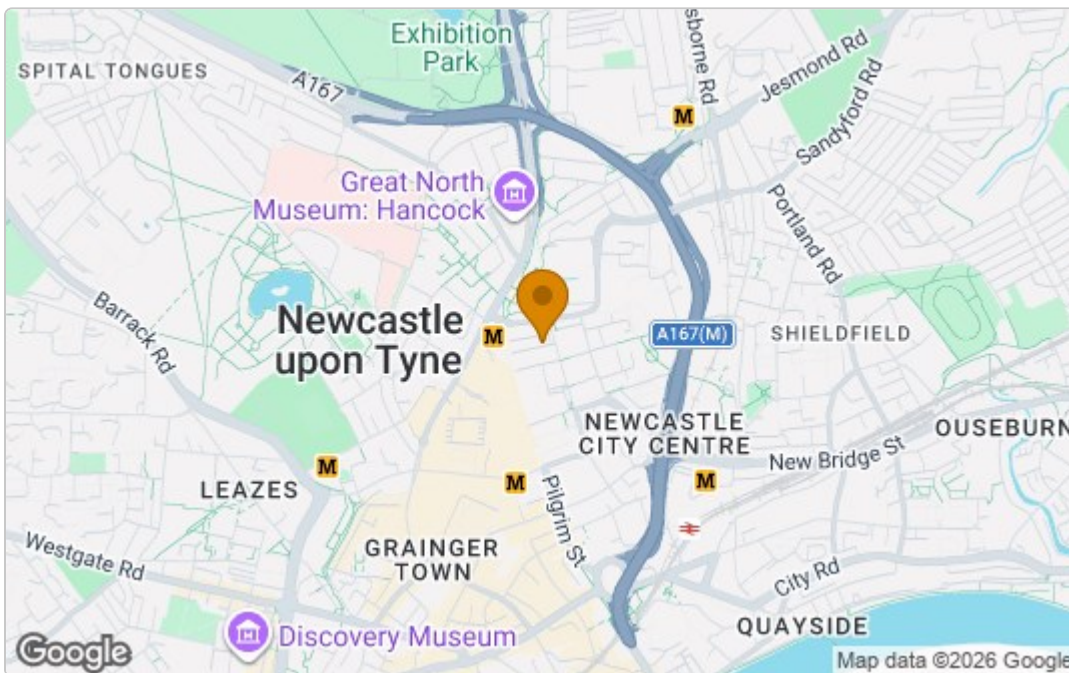 Exhibition
Park
SPITAL TONGUES
A167
sborne Rd
Jesmond Rd
Sandyford Rd
M
Great North
Museum: Hancock
Portland Rd
Barrack Rd
Newcastle
upon Tyne
M
A167(M)
SHIELDFIELD
NEWCASTLE
CITY CENTRE
OUSEBURN
New Bridge St
M
LEAZES
M
M
Pilgrim St
Westgate Rd
GRAINGER
TOWN
City Rd
QUAYSIDE
Discovery Museum
Google
Map data ©2026 Google